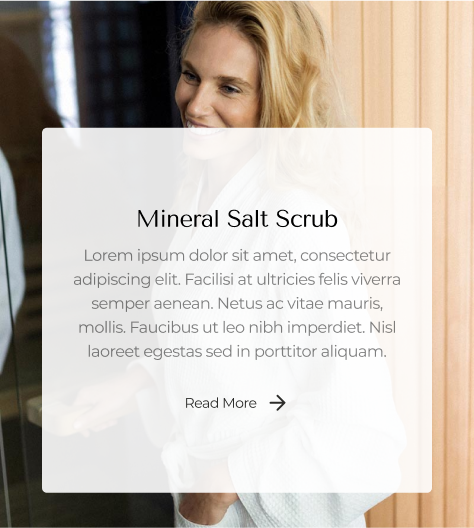 Mineral Salt Scrub
Lorem ipsum dolor sit amet, consectetur
adipiscing elit. Facilisi at ultricies felis viverra
semper aenean. Netus ac vitae mauris,
mollis. Faucibus ut leo nibh imperdiet. Nisl
laoreet egestas sed in porttitor aliquam.
Read More